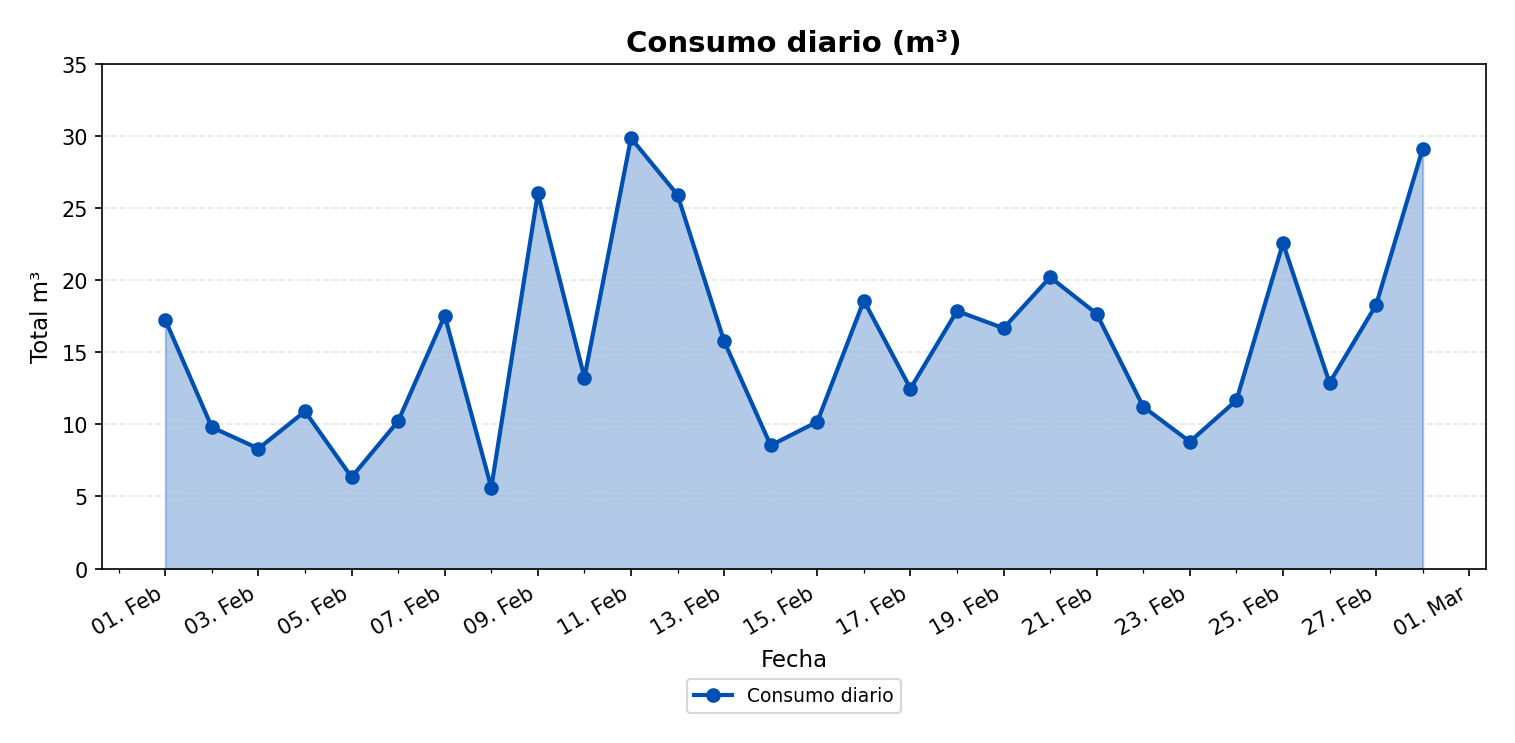 Consumo diario (m³)
35
30
25
20
15
10
5
0
Total m³
01. Feb
03. Feb
05. Feb
07. Feb
09. Feb
11. Feb
13. Feb
15. Feb
17. Feb
19. Feb
21. Feb
23. Feb
25. Feb
27. Feb
01. Mar
Fecha
Consumo diario